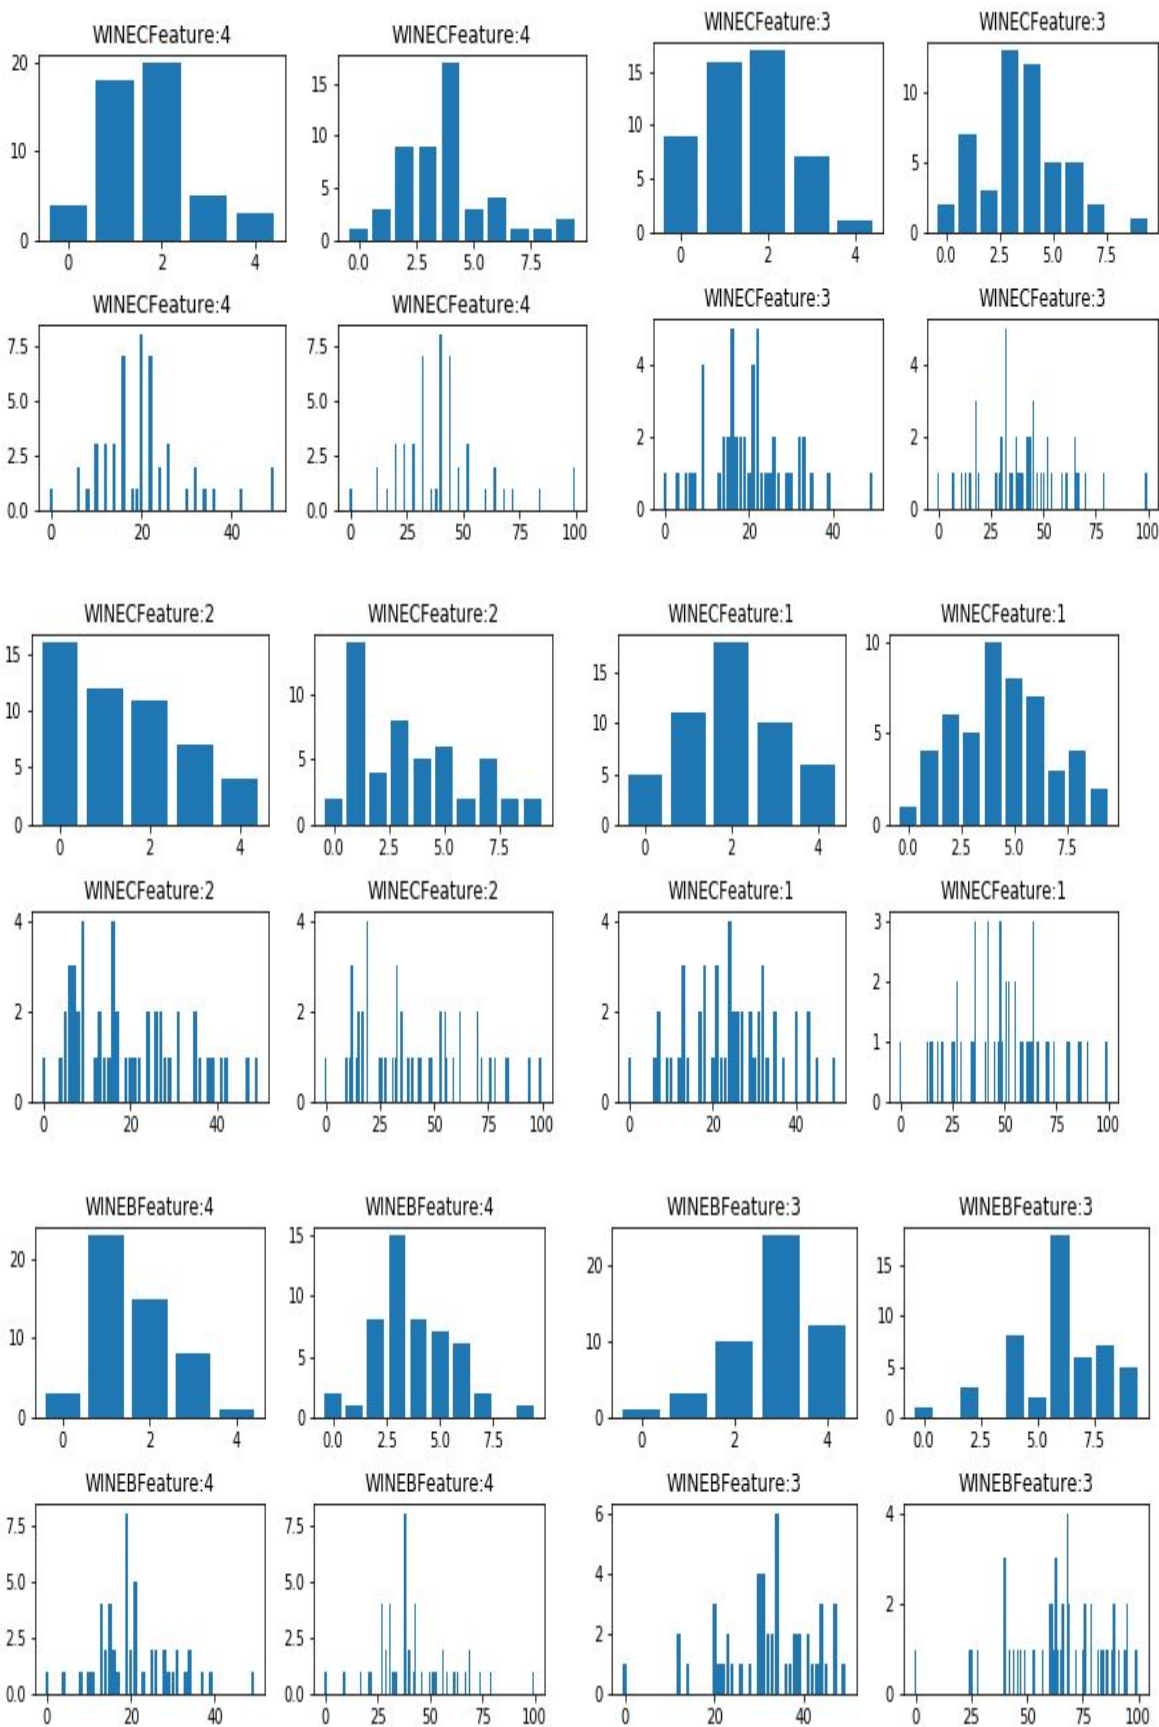 WINECFeature:4 WINECFeature:4 WINECFeature:3 WINECFeature:3
20 15 15 10
10 10 10 5
0 5 5 0
0 2 4 0 0.0 2.5 5.0 7.5 0 0 2 4 0.0 2.5 5.0 7.5
WINECFeature:4 WINECFeature:4 WINECFeature:3 WINECFeature:3
7.5 7.5 4 4
5.0 5.0 2 2
2.5 2.5 0 0
0.0 0.0
0 20 40 0 25 50 75 100 0 20 40 0 25 50 75 100
WINECFeature:2 WINECFeature:2 WINECFeature:1 WINECFeature:1
15 10 15 10
10 5 10 5
5 0 5 0
0 0
0 2 4 0.0 2.5 5.0 7.5 0 2 4 0.0 2.5 5.0 7.5
WINECFeature:2 WINECFeature:2 WINECFeature:1 WINECFeature:1
4 4 4 3
2 2 2 2
0 0 0 1
0
0 20 40 0 25 50 75 100 0 20 40 0 25 50 75 100
WINEBFeature:4 WINEBFeature:4 WINEBFeature:3 WINEBFeature:3
20 15 20 15
10 10 10 10
0 5 0 5
0 0
0 2 4 0.0 2.5 5.0 7.5 0 2 4 0.0 2.5 5.0 7.5
WINEBFeature:4 WINEBFeature:4 WINEBFeature:3 WINEBFeature:3
7.5 7.5 6 4
5.0 5.0 4 2
2.5 2.5 2 0
0.0 0.0 0
0 20 40 0 25 50 75 100 0 20 40 0 25 50 75 100